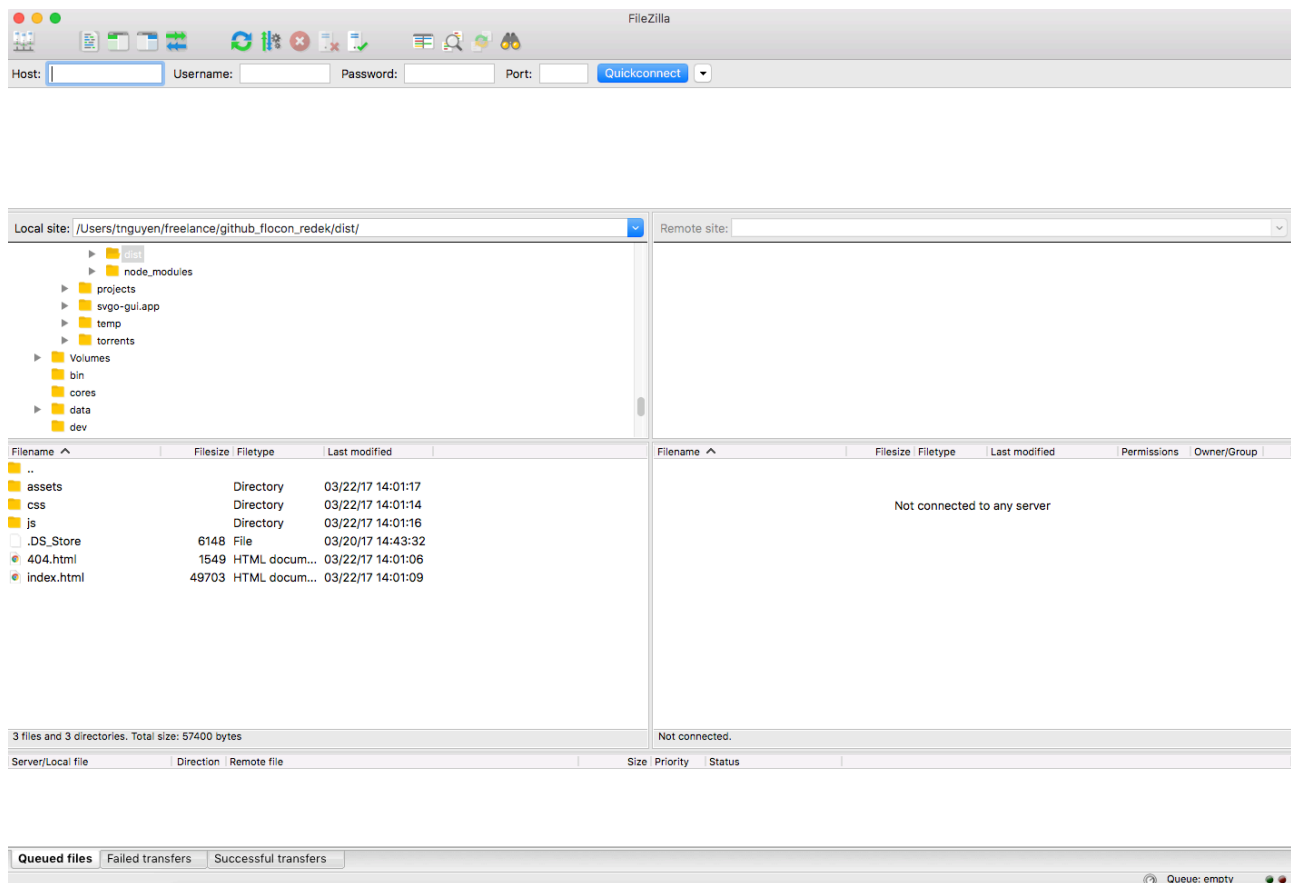 FileZilla
Host: Username: Password: Port: Quickconnect
Local site: /Users/tnguyen/freelance/github_flocon_redek/dist/
Remote site:
dist
node_modules
projects
svgo-gui.app
temp
torrents
Volumes
bin
cores
data
dev
Filename Filesize Filetype Last modified
..
assets Directory 03/22/17 14:01:17
css Directory 03/22/17 14:01:14
js Directory 03/22/17 14:01:16
.DS_Store 6148 File 03/20/17 14:43:32
404.html 1549 HTML docum... 03/22/17 14:01:06
index.html 49703 HTML docum... 03/22/17 14:01:09
3 files and 3 directories. Total size: 57400 bytes
Filename Filesize Filetype Last modified Permissions Owner/Group
Not connected to any server
Not connected.
Server/Local file Direction Remote file Size Priority Status
Queued files Failed transfers Successful transfers
Queue: empty